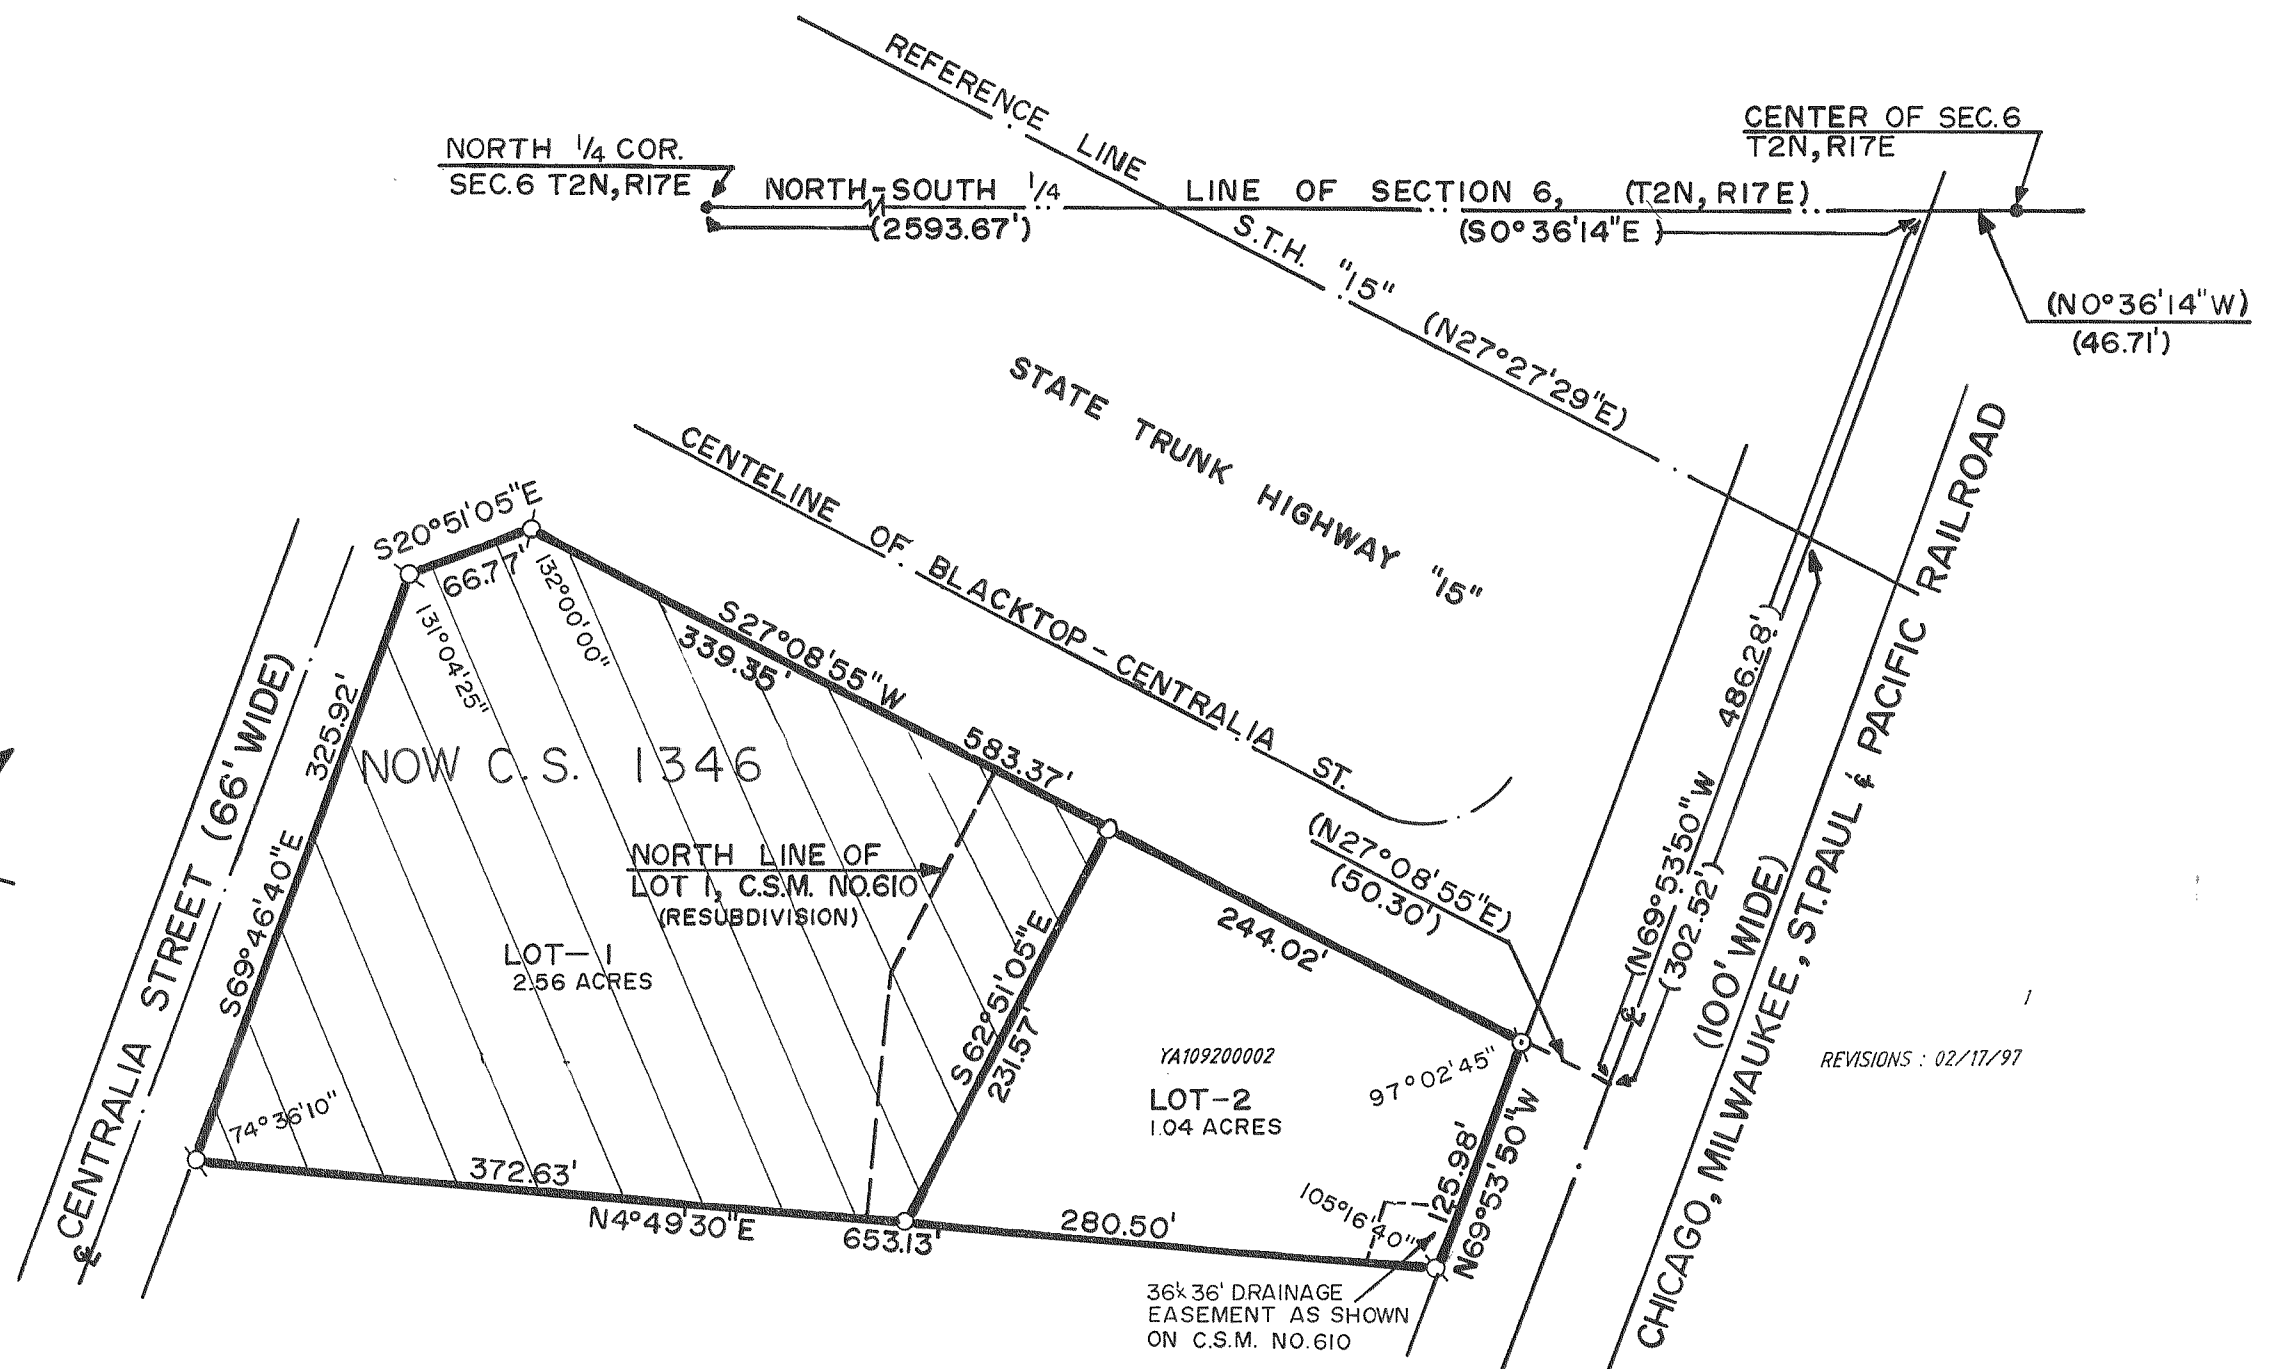 REFERENCE LINE
S.T.H. "15" (N27°27'29"E)
CENTER OF SEC.6
T2N, R17E
NORTH 1/4 COR.
SEC.6 T2N, R17E
NORTH-SOUTH 1/4 LINE OF SECTION 6, (T2N, R17E)
(2593.67')
(S0°36'14"E)
(N0°36'14"W)
(46.71')
STATE TRUNK HIGHWAY "15"
CENTELINE OF BLACKTOP - CENTRALIA ST.
S20°51'05"E
66.77'
132°00'00"
131°04'25"
S27°08'55"W
339.35'
583.37'
325.92'
S69°46'40"E
NOW C.S. 1346
NORTH LINE OF
LOT 1, C.S.M. NO.610
(RESUBDIVISION)
LOT-1
2.56 ACRES
S62°51'05"E
231.57'
244.02'
(N27°08'55"E)
(50.30')
486.28'
(N69°53'50"W
(302.52')
(100' WIDE)
CHICAGO, MILWAUKEE, ST.PAUL & PACIFIC RAILROAD
℄
CENTRALIA STREET (66' WIDE)
℄
74°36'10"
372.63'
N4°49'30"E
653.13'
280.50'
YA109200002
LOT-2
1.04 ACRES
97°02'45"
125.98'
N69°53'50"W
105°16'40"
36'x36' DRAINAGE
EASEMENT AS SHOWN
ON C.S.M. NO.610
1
REVISIONS : 02/17/97